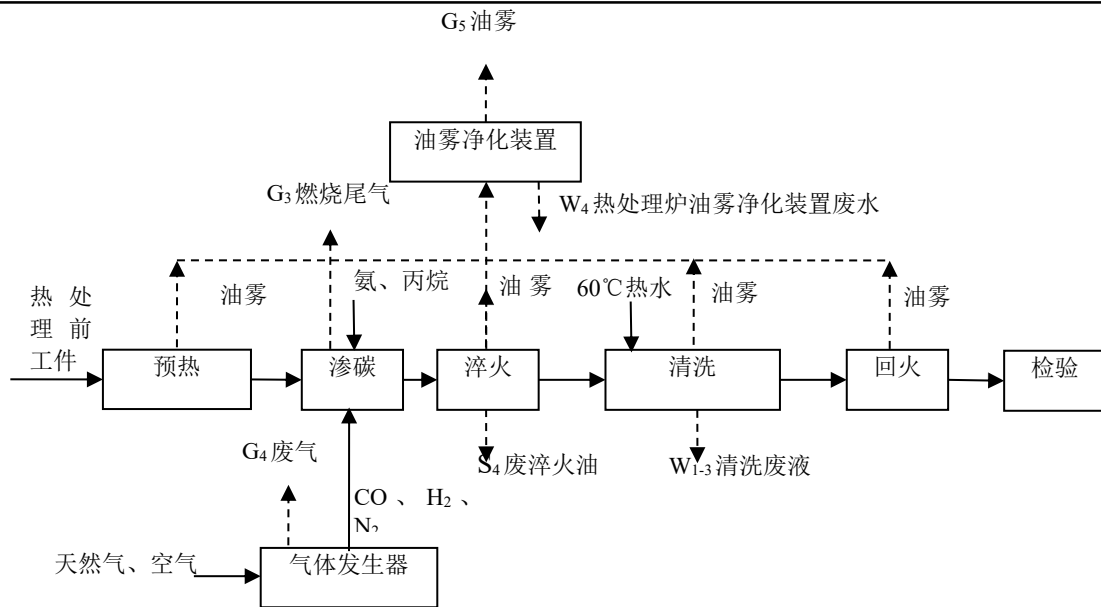 G5油雾
油雾净化装置
G3燃烧尾气
W4热处理炉油雾净化装置废水
氨、丙烷
热 处
理 前
工件
油雾
油 雾
60℃热水
油雾
油雾
预热
渗碳
淬火
清洗
回火
检验
G4废气
S4废淬火油
W1-3清洗废液
CO 、 H2 、
N2
天然气、空气
气体发生器